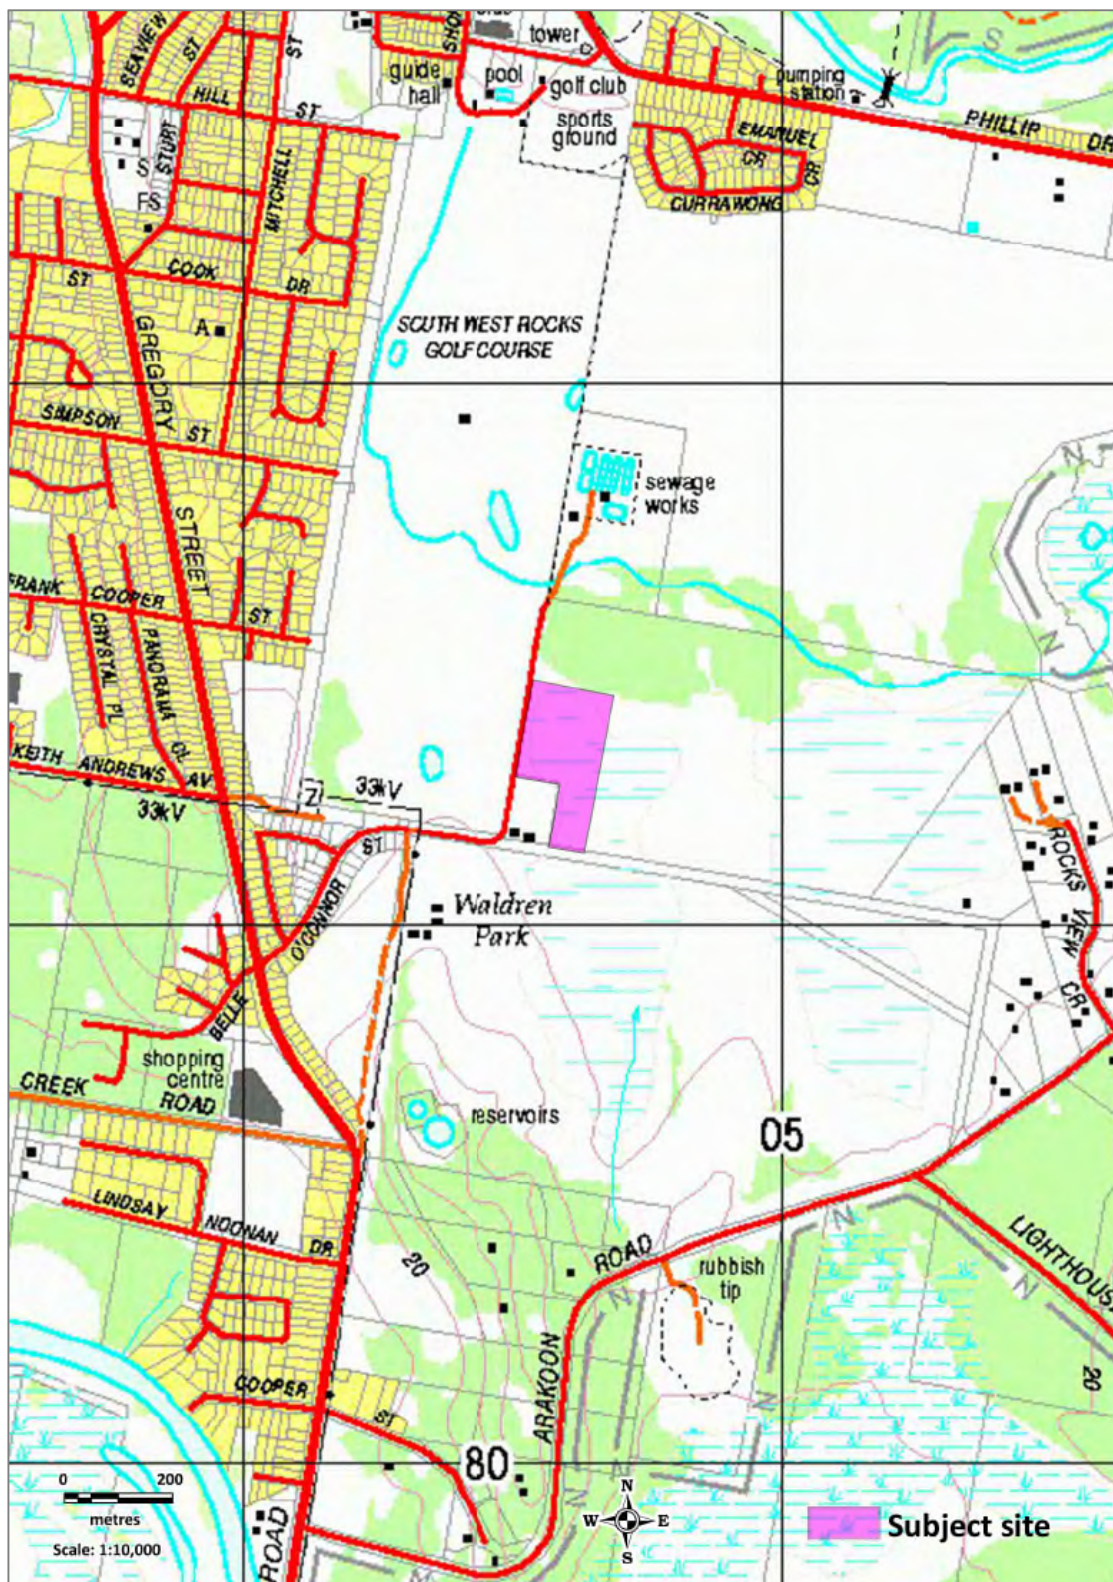 SEAVIEW
ST
ST
SHO
tower
guide
hall
pool
golf club
sports
ground
pumping
station
S
HILL
ST
STURT
S
FS
MITCHELL
EMANUEL
CR
CR
CURRAWONG
PHILLIP
DR
ST
COOK
DR
A
GREGORY
STREET
SOUTH WEST ROCKS
GOLF COURSE
SIMPSON
ST
sewage
works
N
N
N
FRANK
COOPER
ST
CRYSTAL
PL
PANORAMA
CL
KEITH
ANDREWS
AV
33kV
Z
33kV
ST
O'CONNOR
BELLE
Waldren
Park
ROCKS
VIEW
CR
shopping
centre
CREEK
ROAD
reservoirs
05
LINDSAY
NOONAN
DR
20
ROAD
rubbish
tip
N
N
N
LIGHTHOUS
ARAKOON
20
COOPER
ST
N
N
80
ROAD
0
200
metres
Scale: 1:10,000
N
W
E
S
Subject site